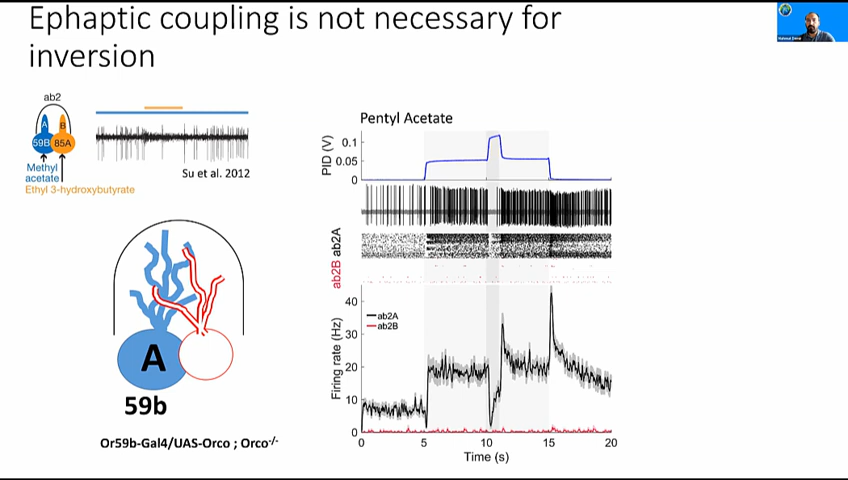 Ephaptic coupling is not necessary for
inversion
ab2
A
B
59B
85A
Methyl
acetate
Ethyl 3-hydroxybutyrate
Su et al. 2012
A
59b
Or59b-Gal4/UAS-Orco ; Orco-/-
Pentyl Acetate
PID (V)
0.1
0.05
0
ab2B ab2A
Firing rate (Hz)
40
30
20
10
0
ab2A
ab2B
0 5 10 15 20
Time (s)